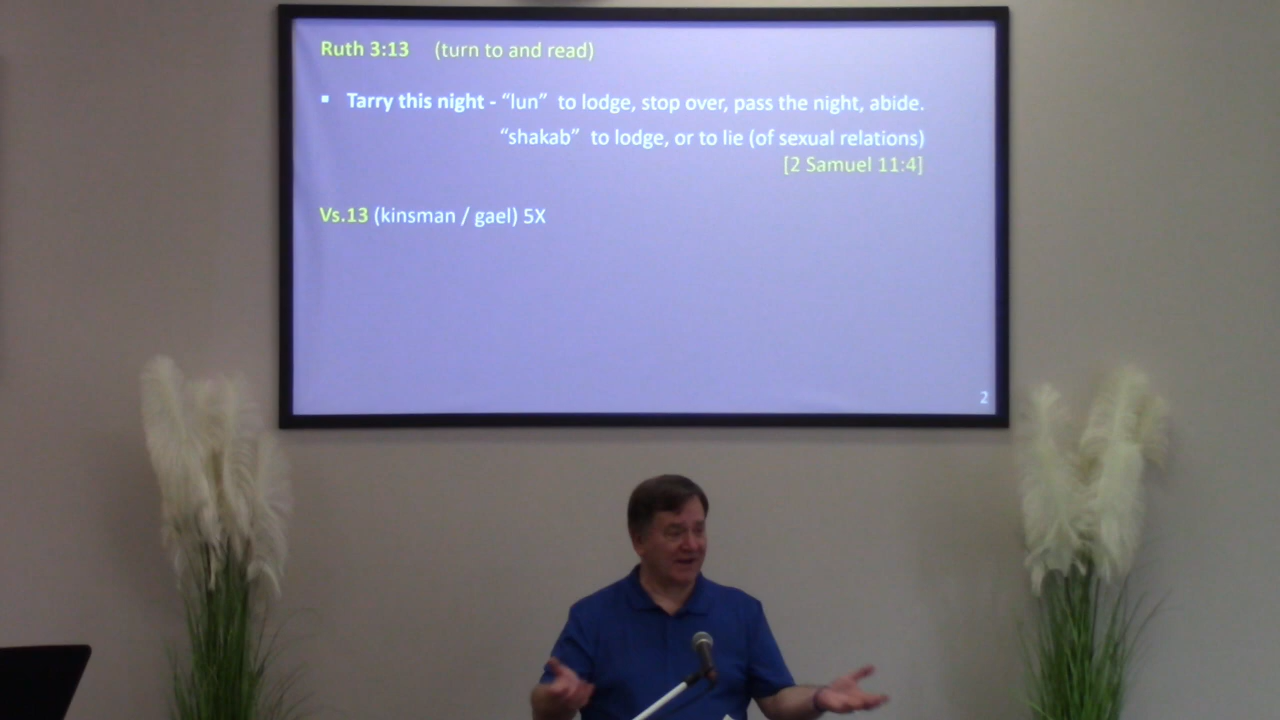 Ruth 3:13 (turn to and read)
▪ Tarry this night - “lun” to lodge, stop over, pass the night, abide.
“shakab” to lodge, or to lie (of sexual relations)
[2 Samuel 11:4]
Vs.13 (kinsman / gael) 5X
2